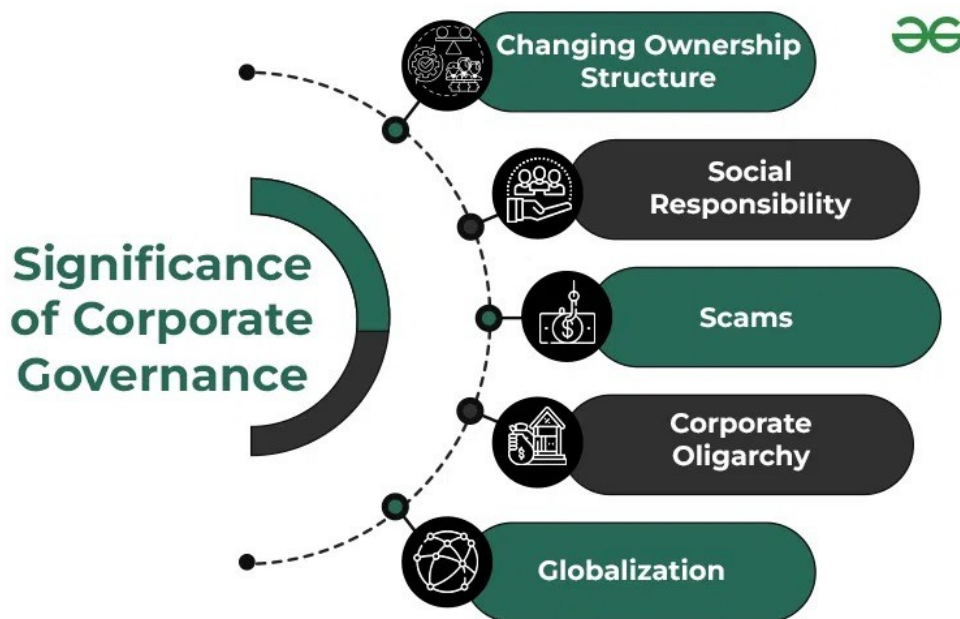 Changing Ownership
Structure
Social
Responsibility
Significance
of Corporate
Governance
Scams
Corporate
Oligarchy
Globalization